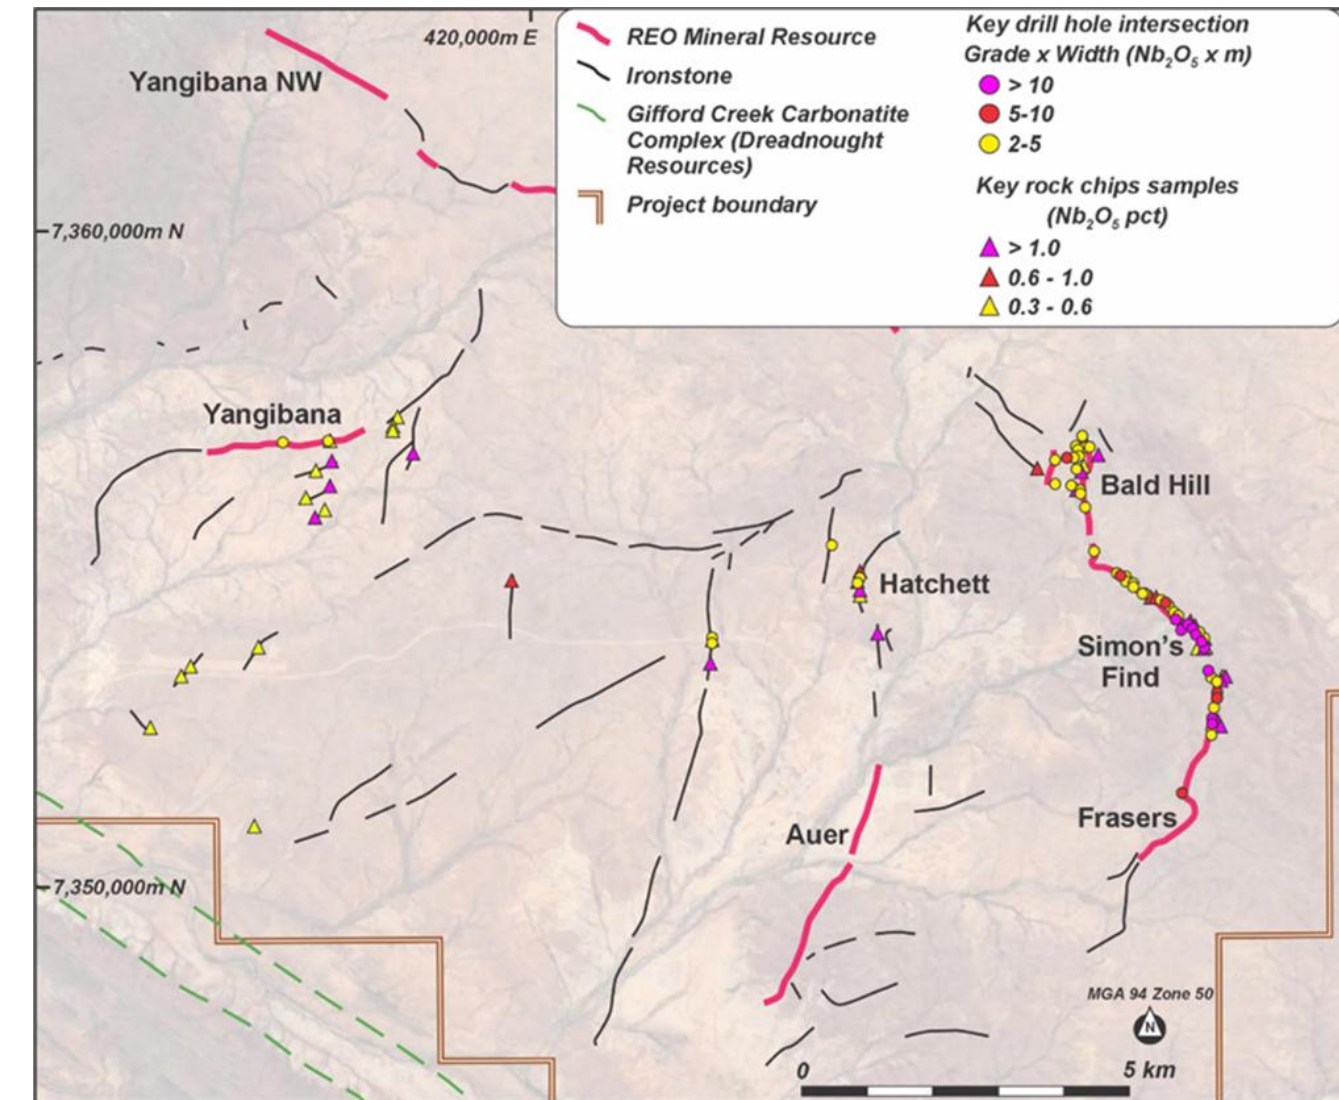 420,000m E
Yangibana NW
7,360,000m N
REO Mineral Resource
Ironstone
Gifford Creek Carbonatite
Complex (Dreadnought
Resources)
Project boundary
Key drill hole intersection
Grade x Width (Nb₂O₅ x m)
> 10
5-10
2-5
Key rock chips samples
(Nb₂O₅ pct)
> 1.0
0.6 - 1.0
0.3 - 0.6
Yangibana
Bald Hill
Hatchett
Simon's
Find
Frasers
Auer
7,350,000m N
MGA 94 Zone 50
N
0
5 km